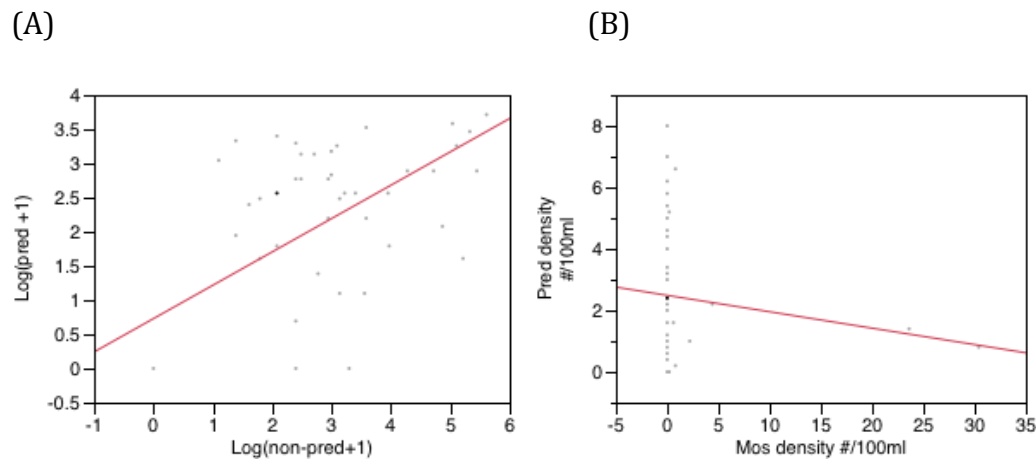 (A)
(B)
4
3.5
3
2.5
2
1.5
1
0.5
0
-0.5
Log(pred +1)
-1 0 1 2 3 4 5 6
Log(non-pred+1)
8
6
4
2
0
Pred density
#/100ml
-5 0 5 10 15 20 25 30 35
Mos density #/100ml